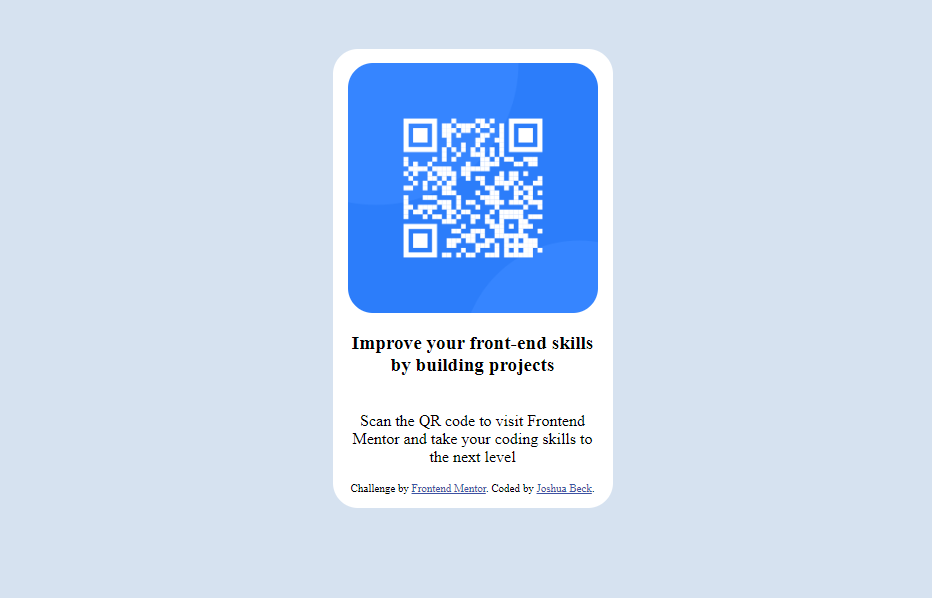 Improve your front-end skills
by building projects
Scan the QR code to visit Frontend
Mentor and take your coding skills to
the next level
Challenge by Frontend Mentor. Coded by Joshua Beck.